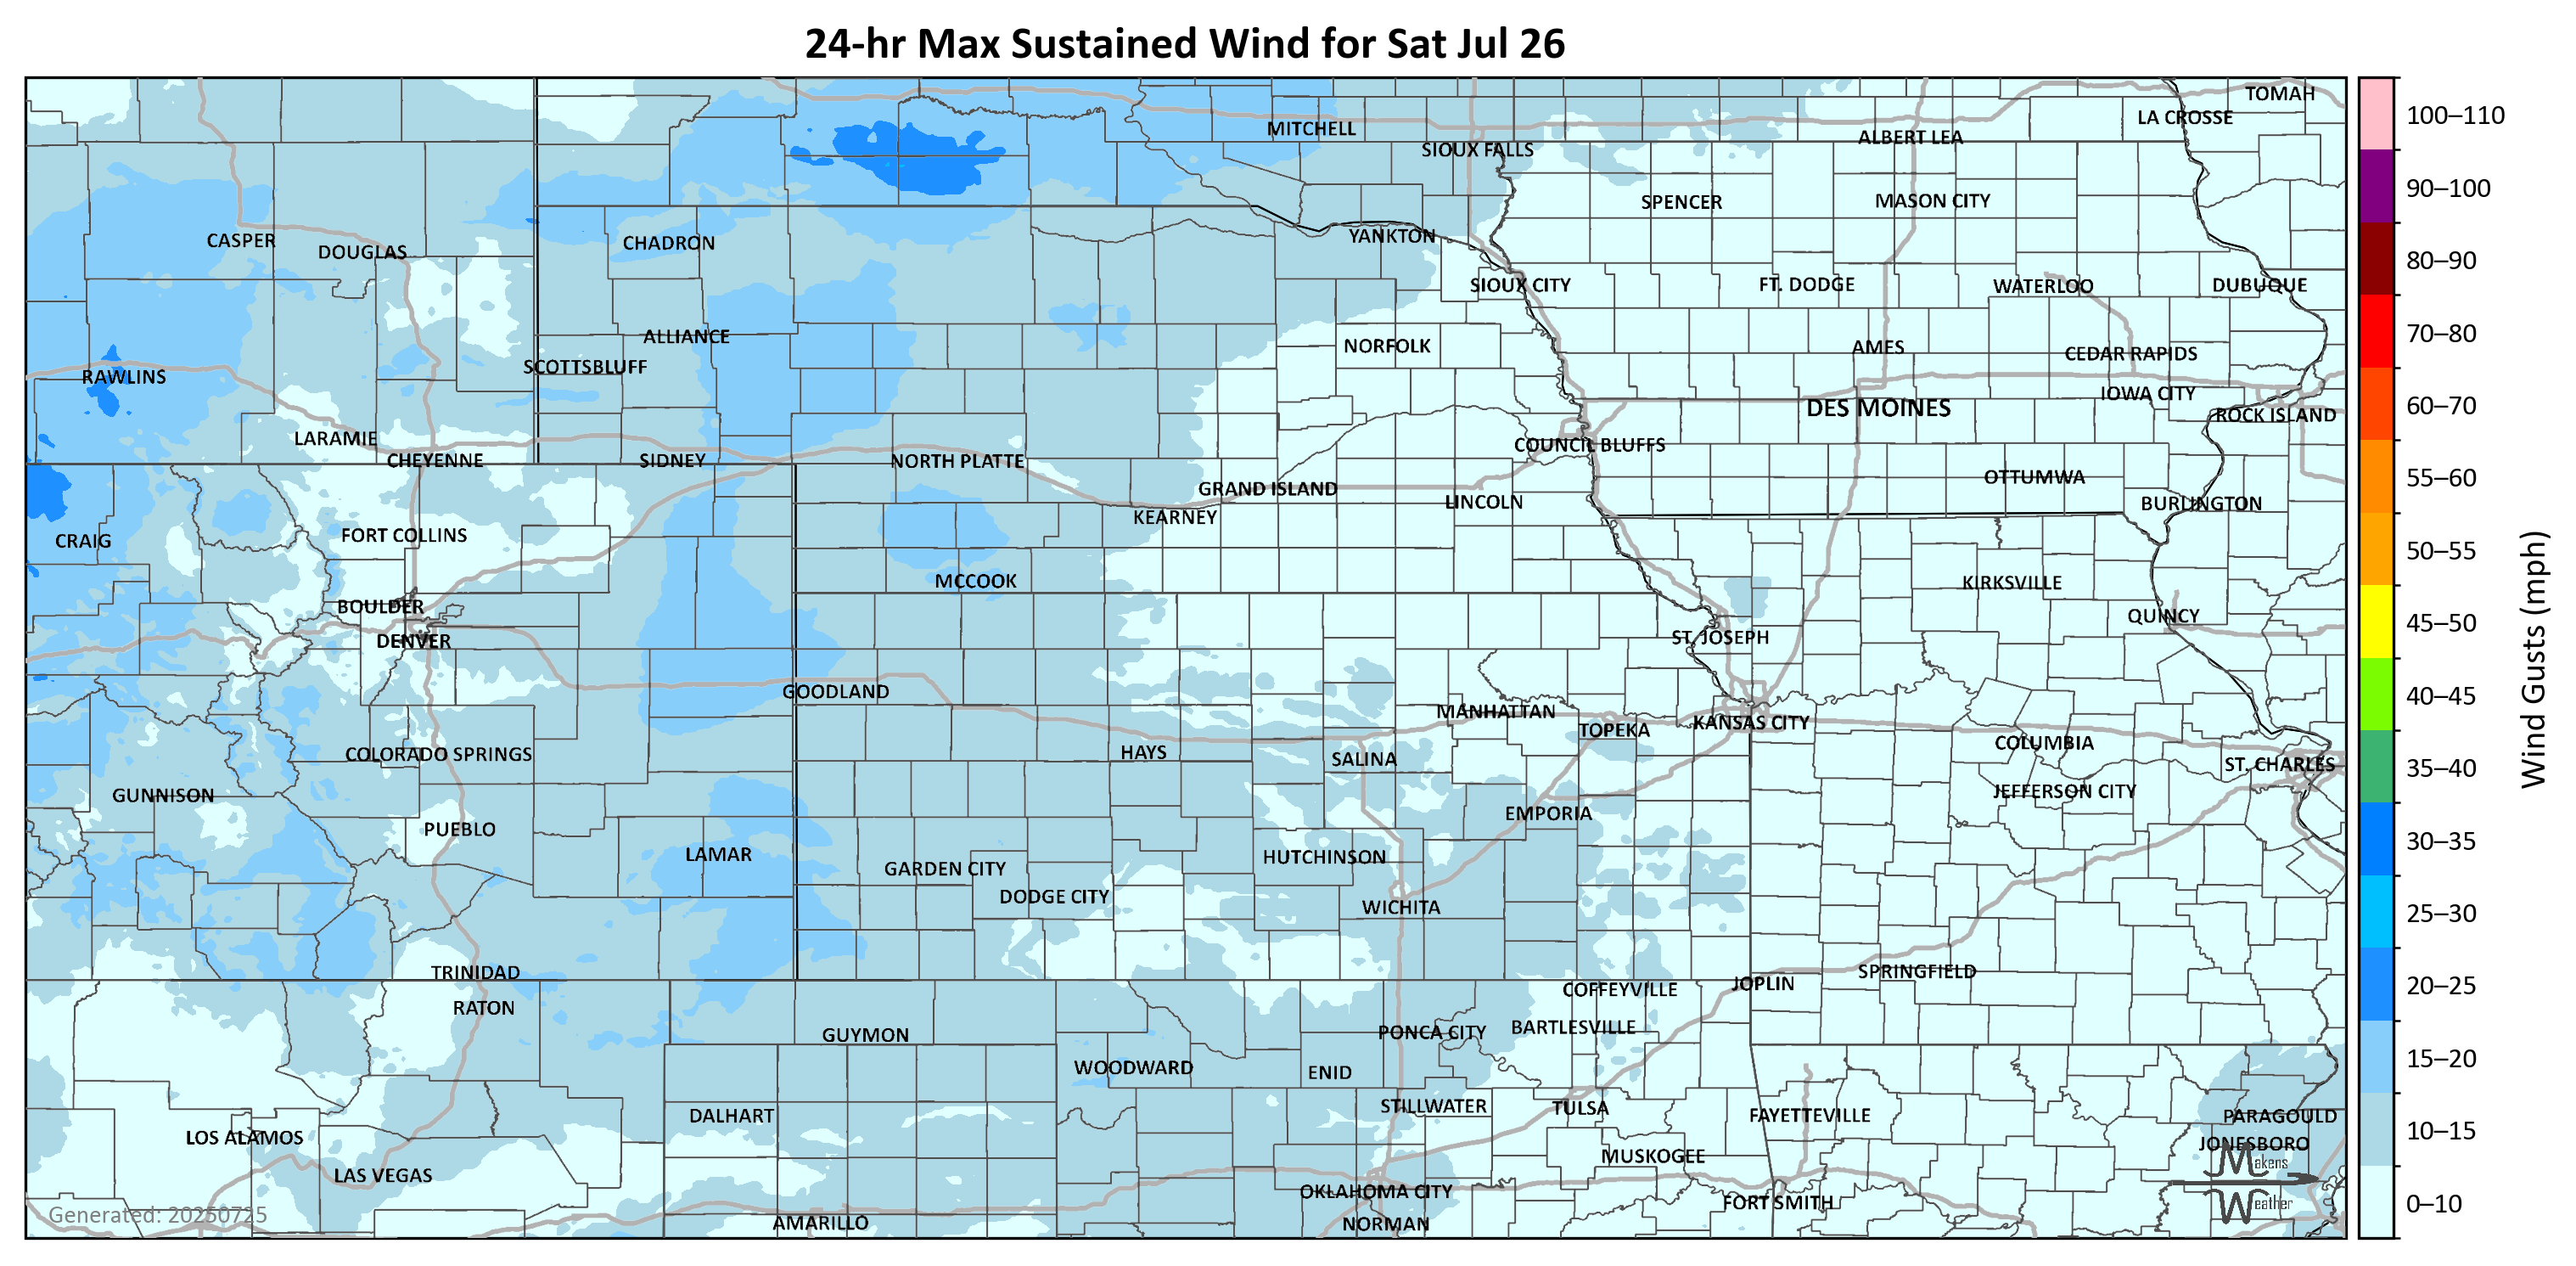 24-hr Max Sustained Wind for Sat Jul 26
TOMAH
LA CROSSE
MITCHELL
ALBERT LEA
SIOUX FALLS
SPENCER
MASON CITY
CASPER
DOUGLAS
CHADRON
YANKTON
SIOUX CITY
FT. DODGE
WATERLOO
DUBUQUE
ALLIANCE
NORFOLK
AMES
CEDAR RAPIDS
SCOTTSBLUFF
RAWLINS
IOWA CITY
DES MOINES
ROCK ISLAND
LARAMIE
COUNCIL BLUFFS
CHEYENNE
SIDNEY
NORTH PLATTE
OTTUMWA
GRAND ISLAND
LINCOLN
BURLINGTON
KEARNEY
FORT COLLINS
CRAIG
MCCOOK
KIRKSVILLE
BOULDER
QUINCY
DENVER
ST. JOSEPH
GOODLAND
MANHATTAN
KANSAS CITY
TOPEKA
COLUMBIA
HAYS
COLORADO SPRINGS
SALINA
ST. CHARLES
JEFFERSON CITY
GUNNISON
EMPORIA
PUEBLO
LAMAR
HUTCHINSON
GARDEN CITY
DODGE CITY
WICHITA
TRINIDAD
SPRINGFIELD
JOPLIN
COFFEYVILLE
RATON
BARTLESVILLE
PONCA CITY
GUYMON
WOODWARD
ENID
STILLWATER
TULSA
DALHART
FAYETTEVILLE
PARAGOULD
LOS ALAMOS
JONESBORO
MUSKOGEE
LAS VEGAS
OKLAHOMA CITY
FORT SMITH
AMARILLO
NORMAN
Generated: 20250725
Makens
Weather
100–110
90–100
80–90
70–80
60–70
55–60
50–55
45–50
40–45
35–40
30–35
25–30
20–25
15–20
10–15
0–10
Wind Gusts (mph)